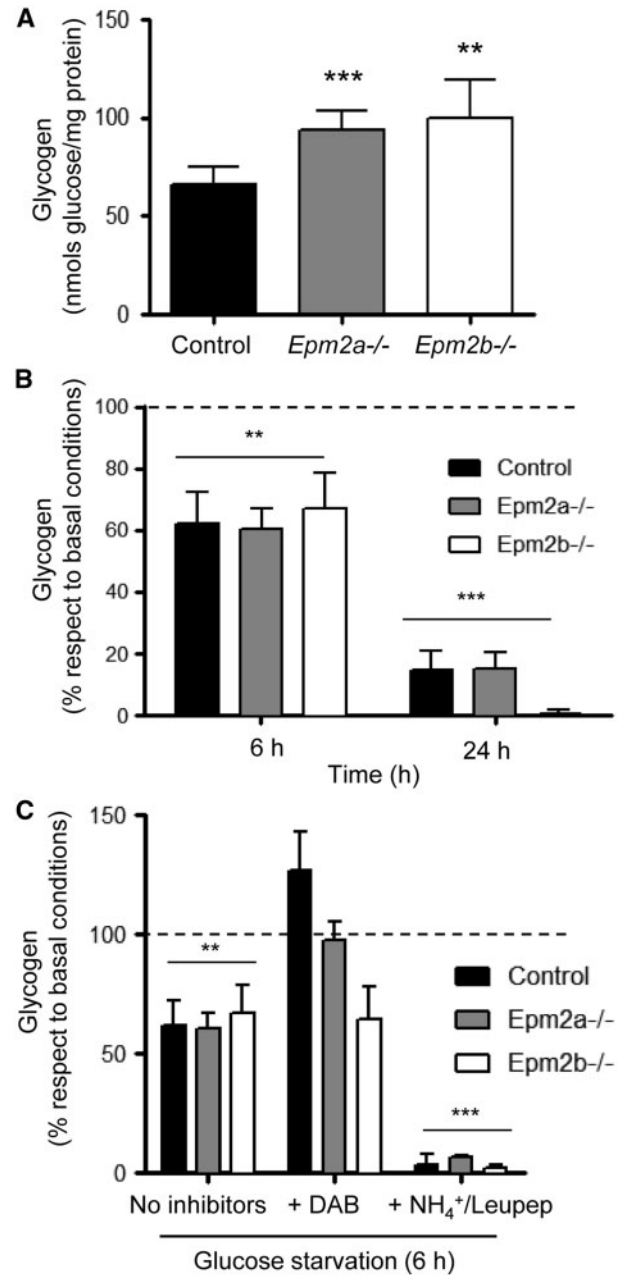 A
Glycogen
(nmols glucose/mg protein)
150
100
50
0
***
**
Control
Epm2a-/-
Epm2b-/-
B
Glycogen
(% respect to basal conditions)
100
80
60
40
20
0
**
***
Control
Epm2a-/-
Epm2b-/-
6 h
24 h
Time (h)
C
Glycogen
(% respect to basal conditions)
150
100
50
0
**
***
Control
Epm2a-/-
Epm2b-/-
No inhibitors
+ DAB
+ NH₄⁺/Leupep
Glucose starvation (6 h)